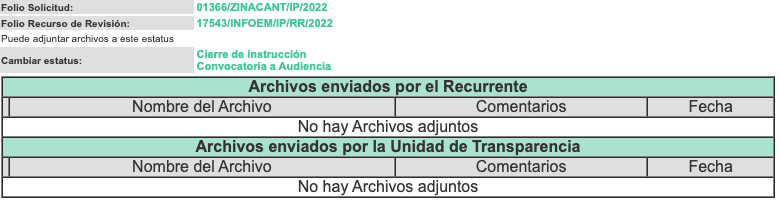 Folio Solicitud: 01366/ZINACANT/IP/2022
Folio Recurso de Revisión: 17543/INFOEM/IP/RR/2022
Puede adjuntar archivos a este estatus
Cambiar estatus: Cierre de instrucción
Convocatoria a Audiencia
Archivos enviados por el Recurrente
Nombre del Archivo Comentarios Fecha
No hay Archivos adjuntos
Archivos enviados por la Unidad de Transparencia
Nombre del Archivo Comentarios Fecha
No hay Archivos adjuntos